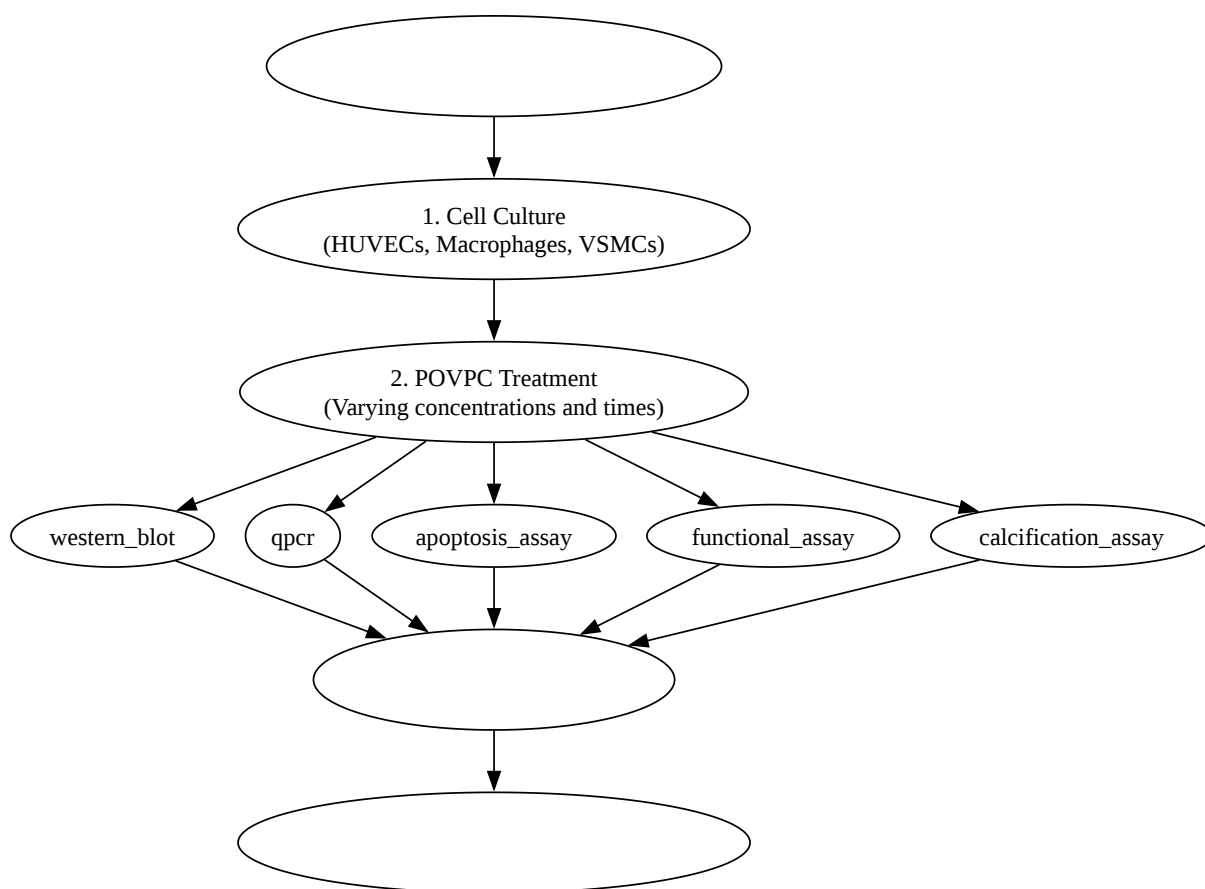 1. Cell Culture
(HUVECs, Macrophages, VSMCs)
2. POVPC Treatment
(Varying concentrations and times)
western_blot
qpcr
apoptosis_assay
functional_assay
calcification_assay